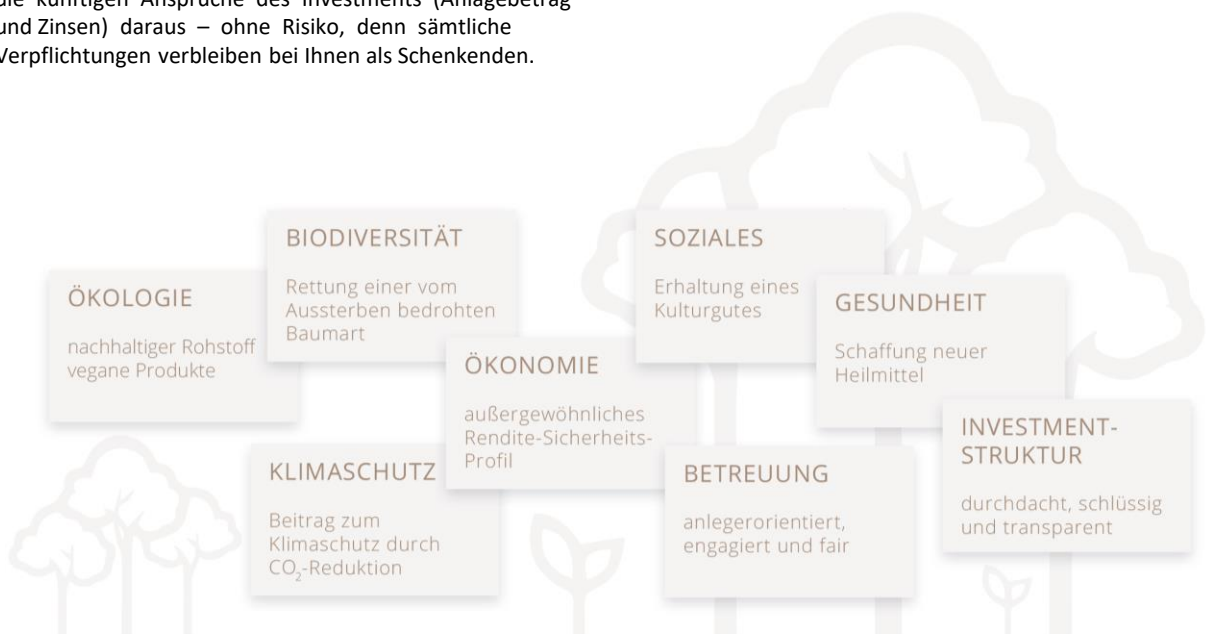 die künftigen Ansprüche des Investments (Anlagebetrag
und Zinsen) daraus – ohne Risiko, denn sämtliche
Verpflichtungen verbleiben bei Ihnen als Schenkenden.
ÖKOLOGIE
nachhaltiger Rohstoff
vegane Produkte
BIODIVERSITÄT
Rettung einer vom
Aussterben bedrohten
Baumart
KLIMASCHUTZ
Beitrag zum
Klimaschutz durch
CO₂-Reduktion
ÖKONOMIE
außergewöhnliches
Rendite-Sicherheits-
Profil
SOZIALES
Erhaltung eines
Kulturgutes
BETREUUNG
anlegerorientiert,
engagiert und fair
GESUNDHEIT
Schaffung neuer
Heilmittel
INVESTMENT-
STRUKTUR
durchdacht, schlüssig
und transparent